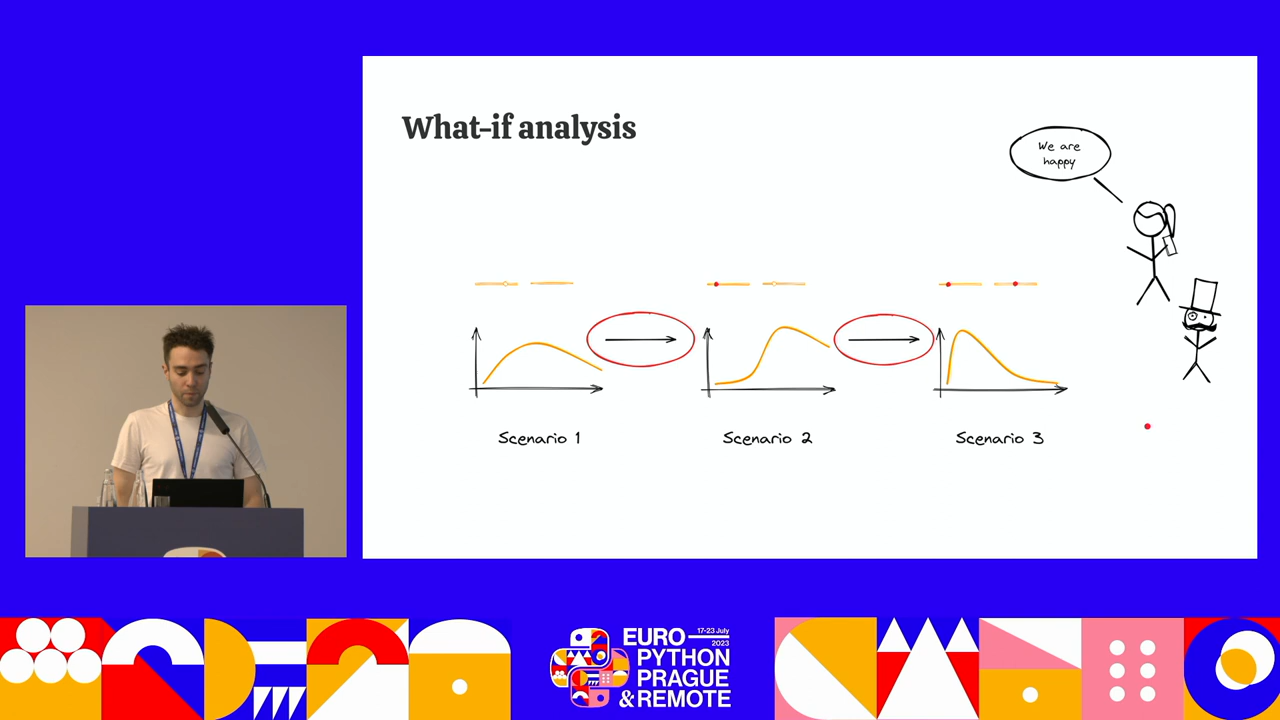 What-if analysis
We are
happy
Scenario 1
Scenario 2
Scenario 3
17-23 July
2023
EURO
PYTHON
PRAGUE
& REMOTE